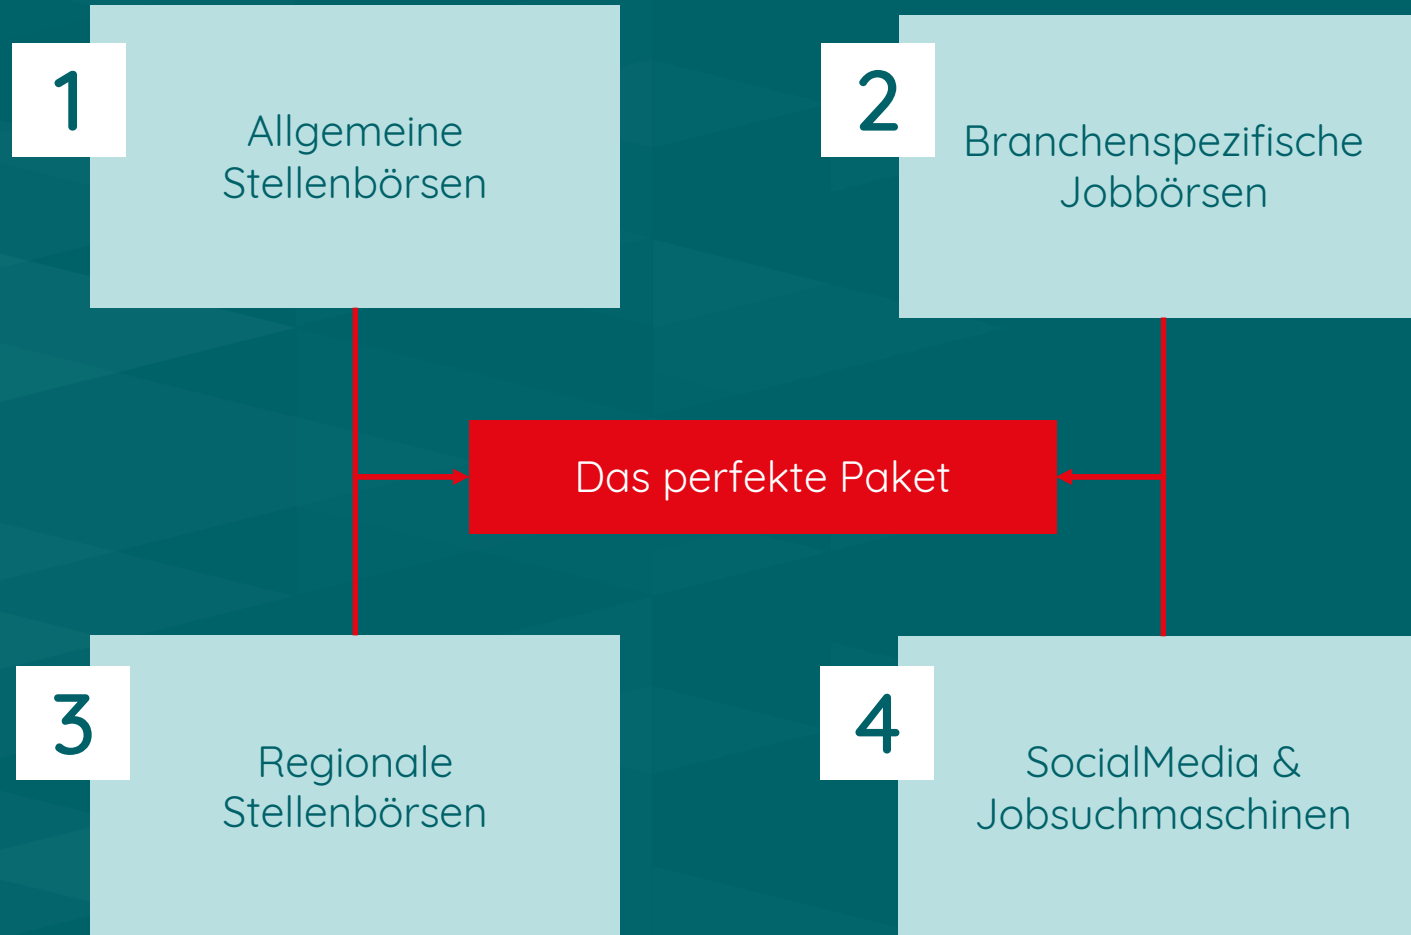 1
Allgemeine
Stellenbörsen
2
Branchenspezifische
Jobbörsen
Das perfekte Paket
3
Regionale
Stellenbörsen
4
SocialMedia &
Jobsuchmaschinen